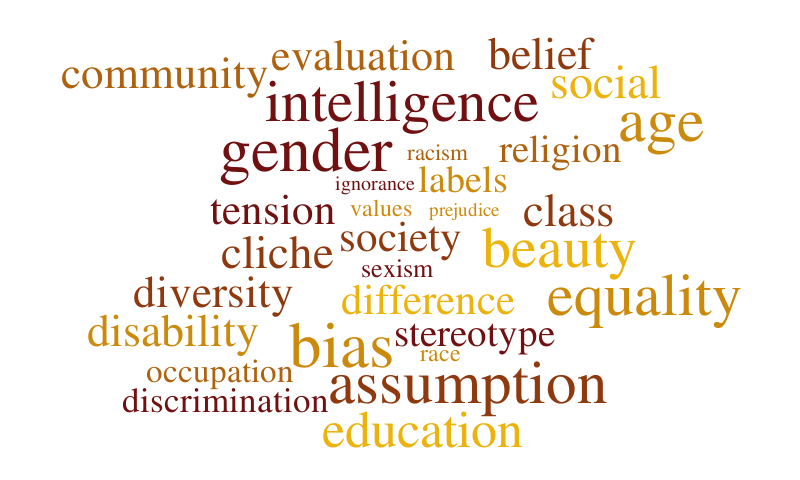 evaluation belief
community social
intelligence age
gender racism religion
ignorance labels
tension values prejudice class
cliche society beauty
sexism
diversity difference equality
disability bias stereotype
occupation race
discrimination assumption
education